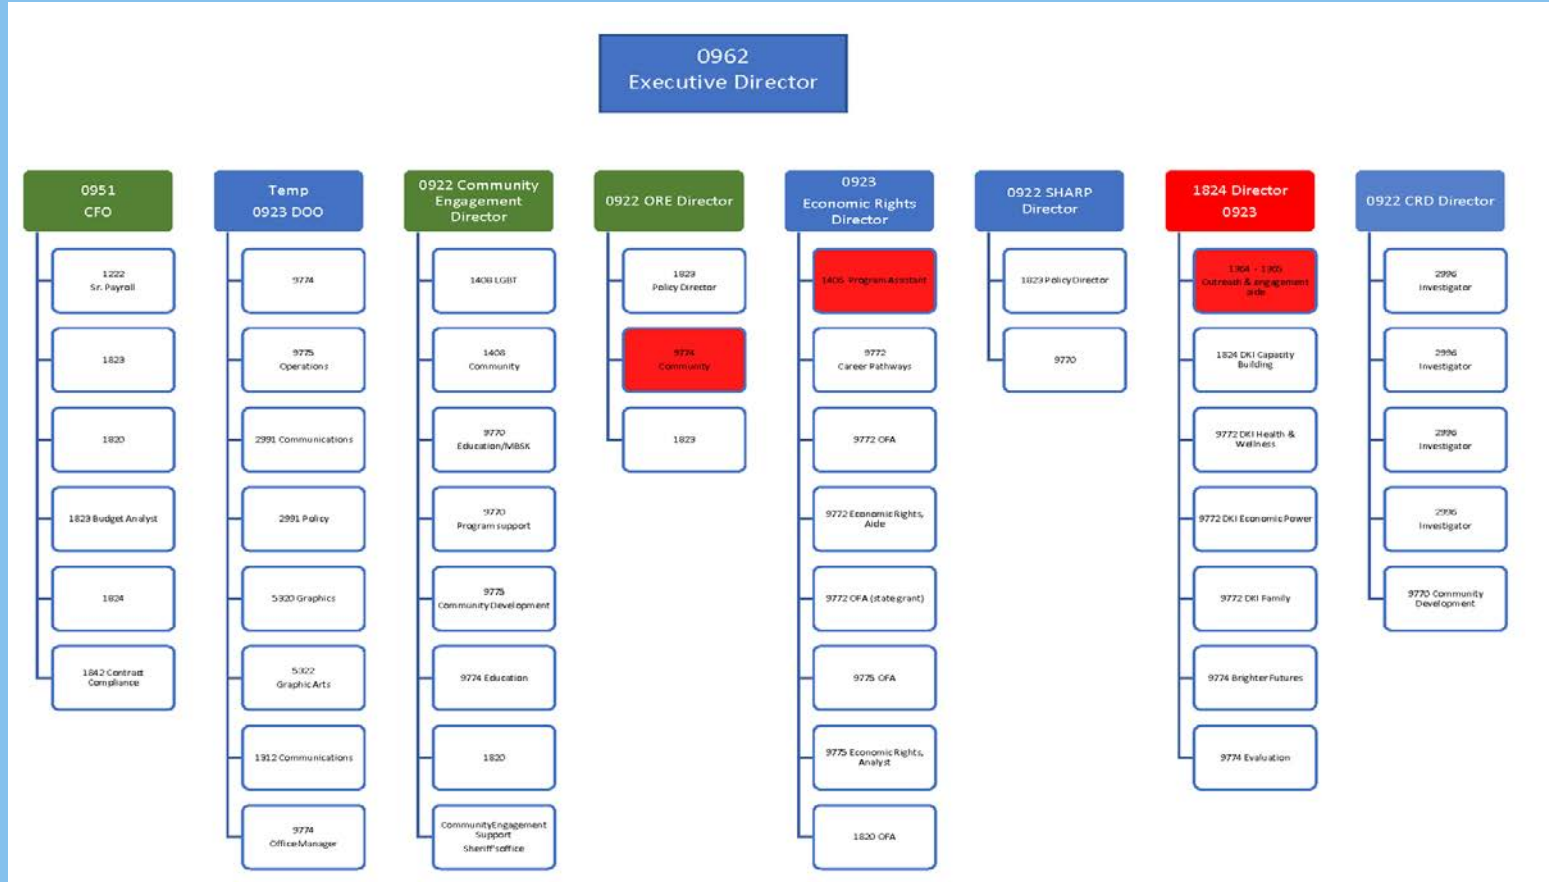 0962
Executive Director
0951
CFO
1222
Sr. Payroll
1823
1820
1823 Budget Analyst
1824
1842 Contract
Compliance
Temp
0923 DOO
9774
9775
Operations
2991 Communications
2991 Policy
5320 Graphics
5322
Graphic Arts
1312 Communications
9774
Office Manager
0922 Community
Engagement
Director
1408 LGBT
1408
Community
9770
Education/MBSK
9770
Program support
9775
Community Development
9774 Education
1820
Community Engagement
Support
Sheriff's office
0922 ORE Director
1823
Policy Director
9774
Community
1823
0923
Economic Rights
Director
1405 Program Assistant
9772
Career Pathways
9772 OFA
9772 Economic Rights,
Aide
9772 OFA (state grant)
9775 OFA
9775 Economic Rights,
Analyst
1820 OFA
0922 SHARP
Director
1823 Policy Director
9770
1824 Director
0923
Outreach & engagement
aide
1824 DKI Capacity
Building
9772 DKI Health &
Wellness
9772 DKI Economic Power
9772 DKI Family
9774 Brighter Futures
9774 Evaluation
0922 CRD Director
2996
Investigator
2996
Investigator
2996
Investigator
2996
Investigator
9770 Community
Development